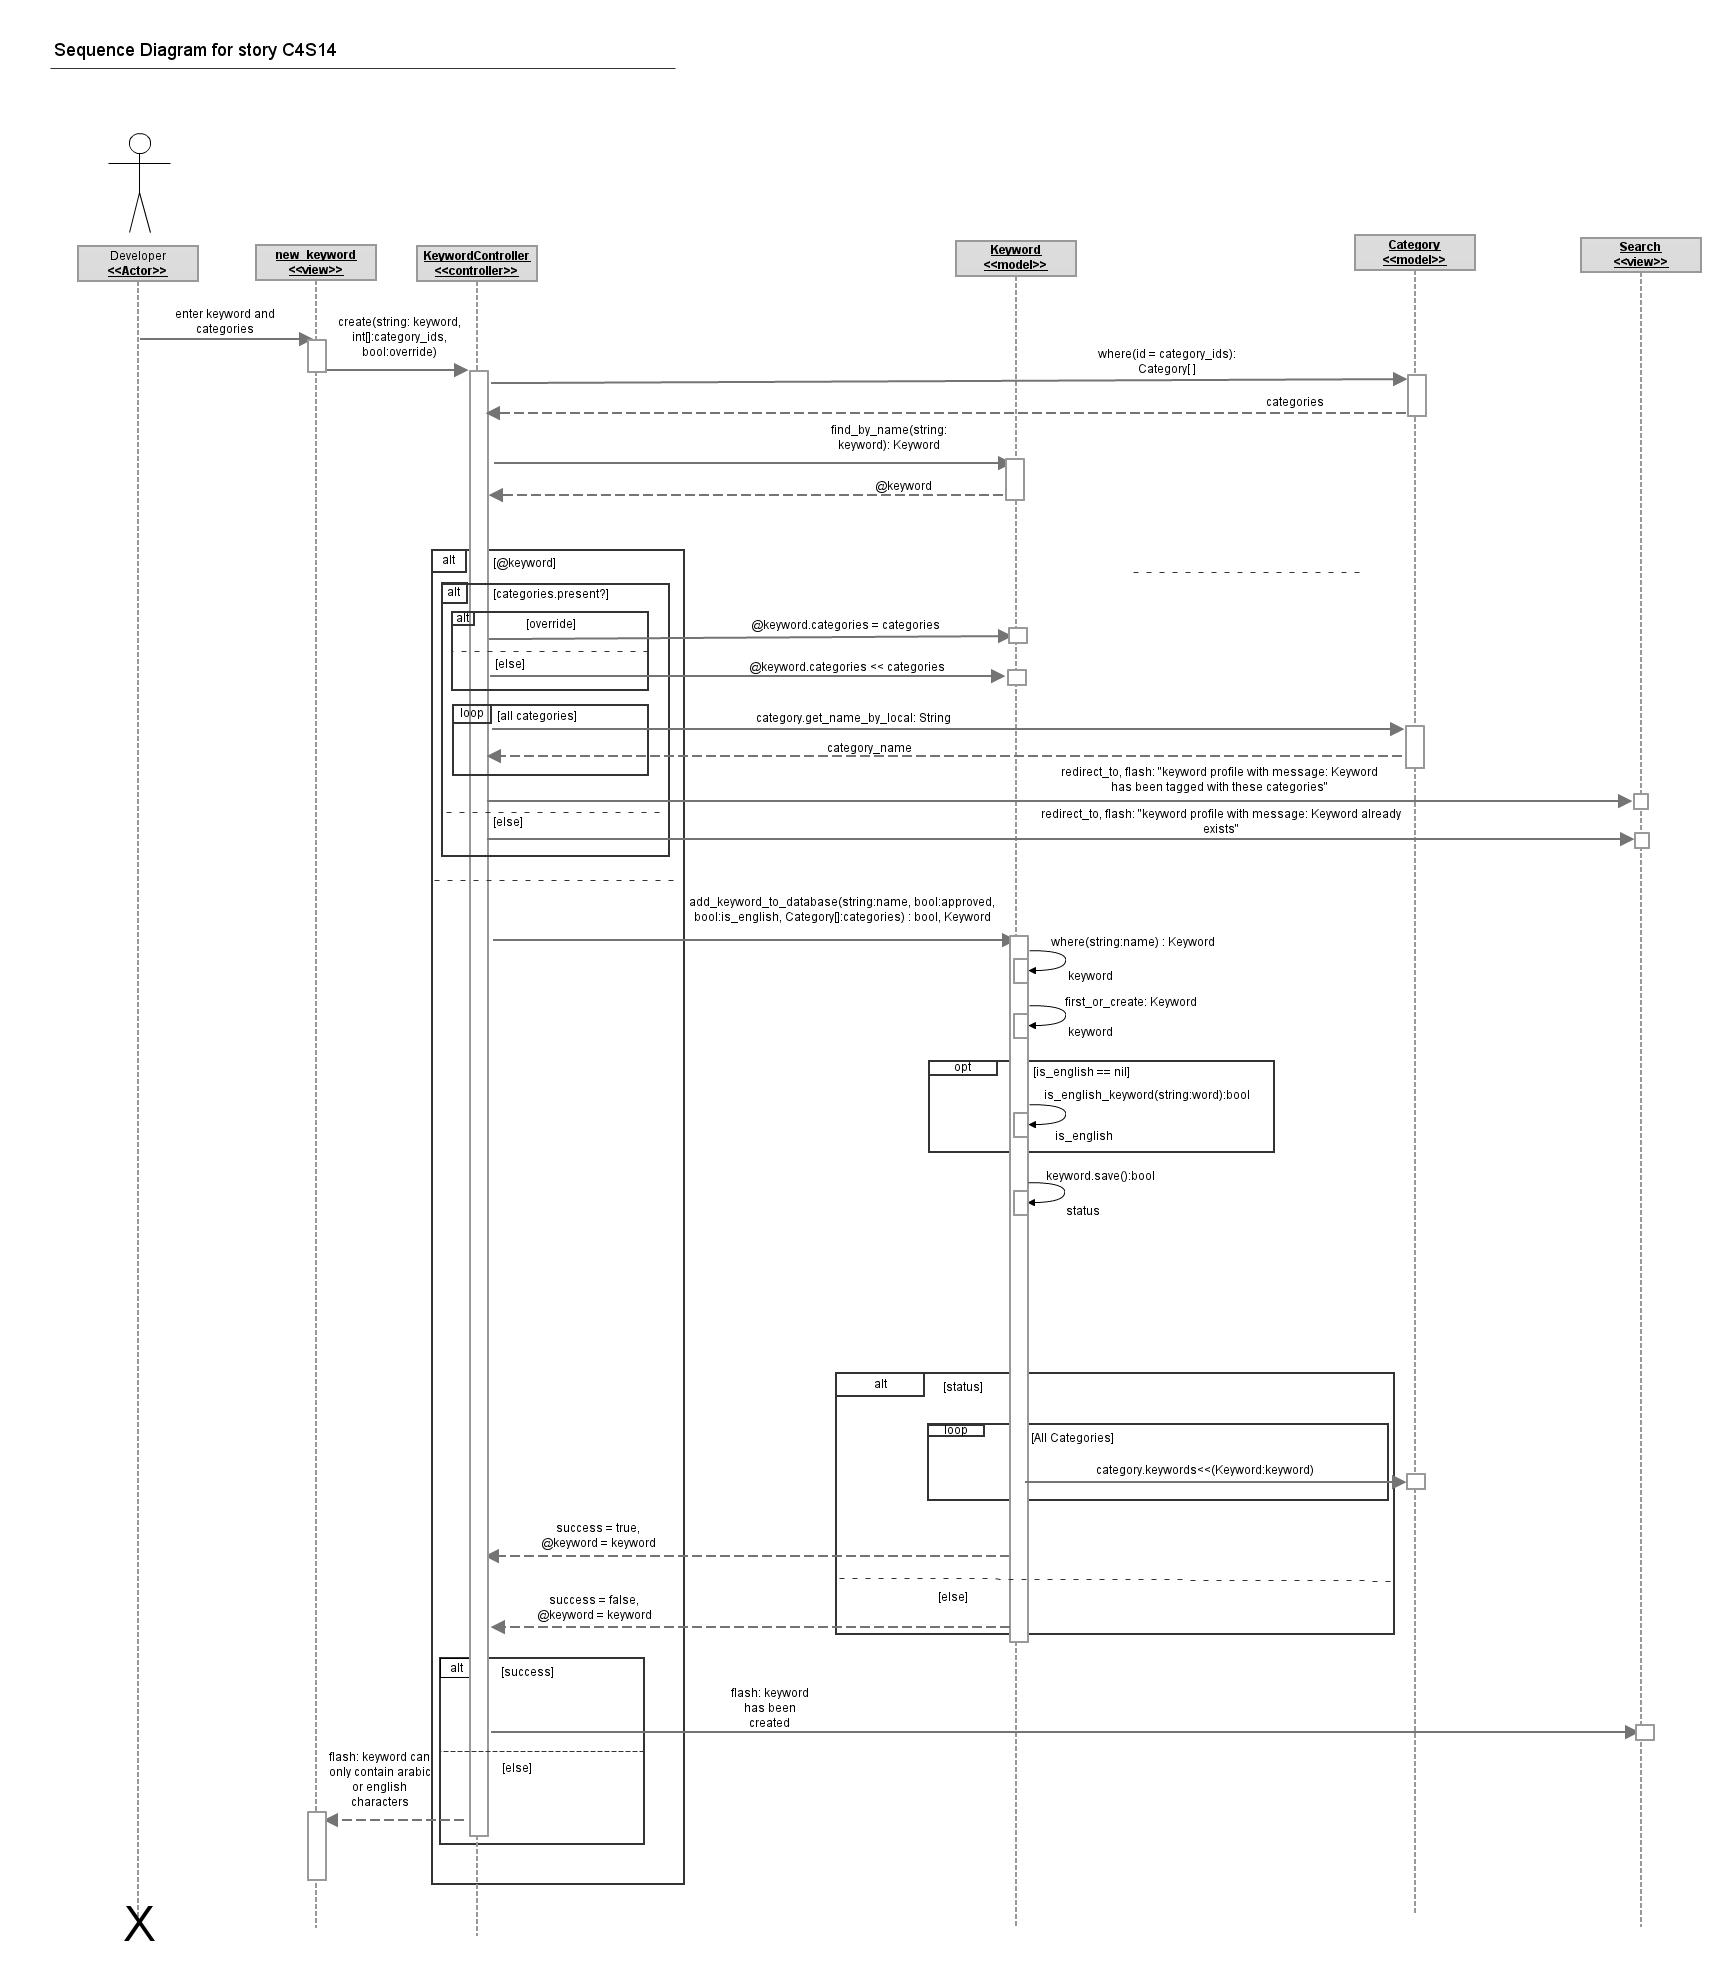 Sequence Diagram for story C4S14
Developer
<<Actor>>
new_keyword
<<view>>
KeywordController
<<controller>>
Keyword
<<model>>
Category
<<model>>
Search
<<view>>
enter keyword and
categories
create(string: keyword,
int[]:category_ids,
bool:override)
where(id = category_ids):
Category[ ]
categories
find_by_name(string:
keyword): Keyword
@keyword
alt
[@keyword]
alt
[categories.present?]
alt
[override]
@keyword.categories = categories
[else]
@keyword.categories << categories
loop
[all categories]
category.get_name_by_local: String
category_name
redirect_to, flash: "keyword profile with message: Keyword
has been tagged with these categories"
[else]
redirect_to, flash: "keyword profile with message: Keyword already
exists"
add_keyword_to_database(string:name, bool:approved,
bool:is_english, Category[]:categories) : bool, Keyword
where(string:name) : Keyword
keyword
first_or_create: Keyword
keyword
opt
[is_english == nil]
is_english_keyword(string:word):bool
is_english
keyword.save():bool
status
alt
[status]
loop
[All Categories]
category.keywords<<(Keyword:keyword)
success = true,
@keyword = keyword
[else]
success = false,
@keyword = keyword
alt
[success]
flash: keyword
has been
created
[else]
flash: keyword can
only contain arabic
or english
characters
X